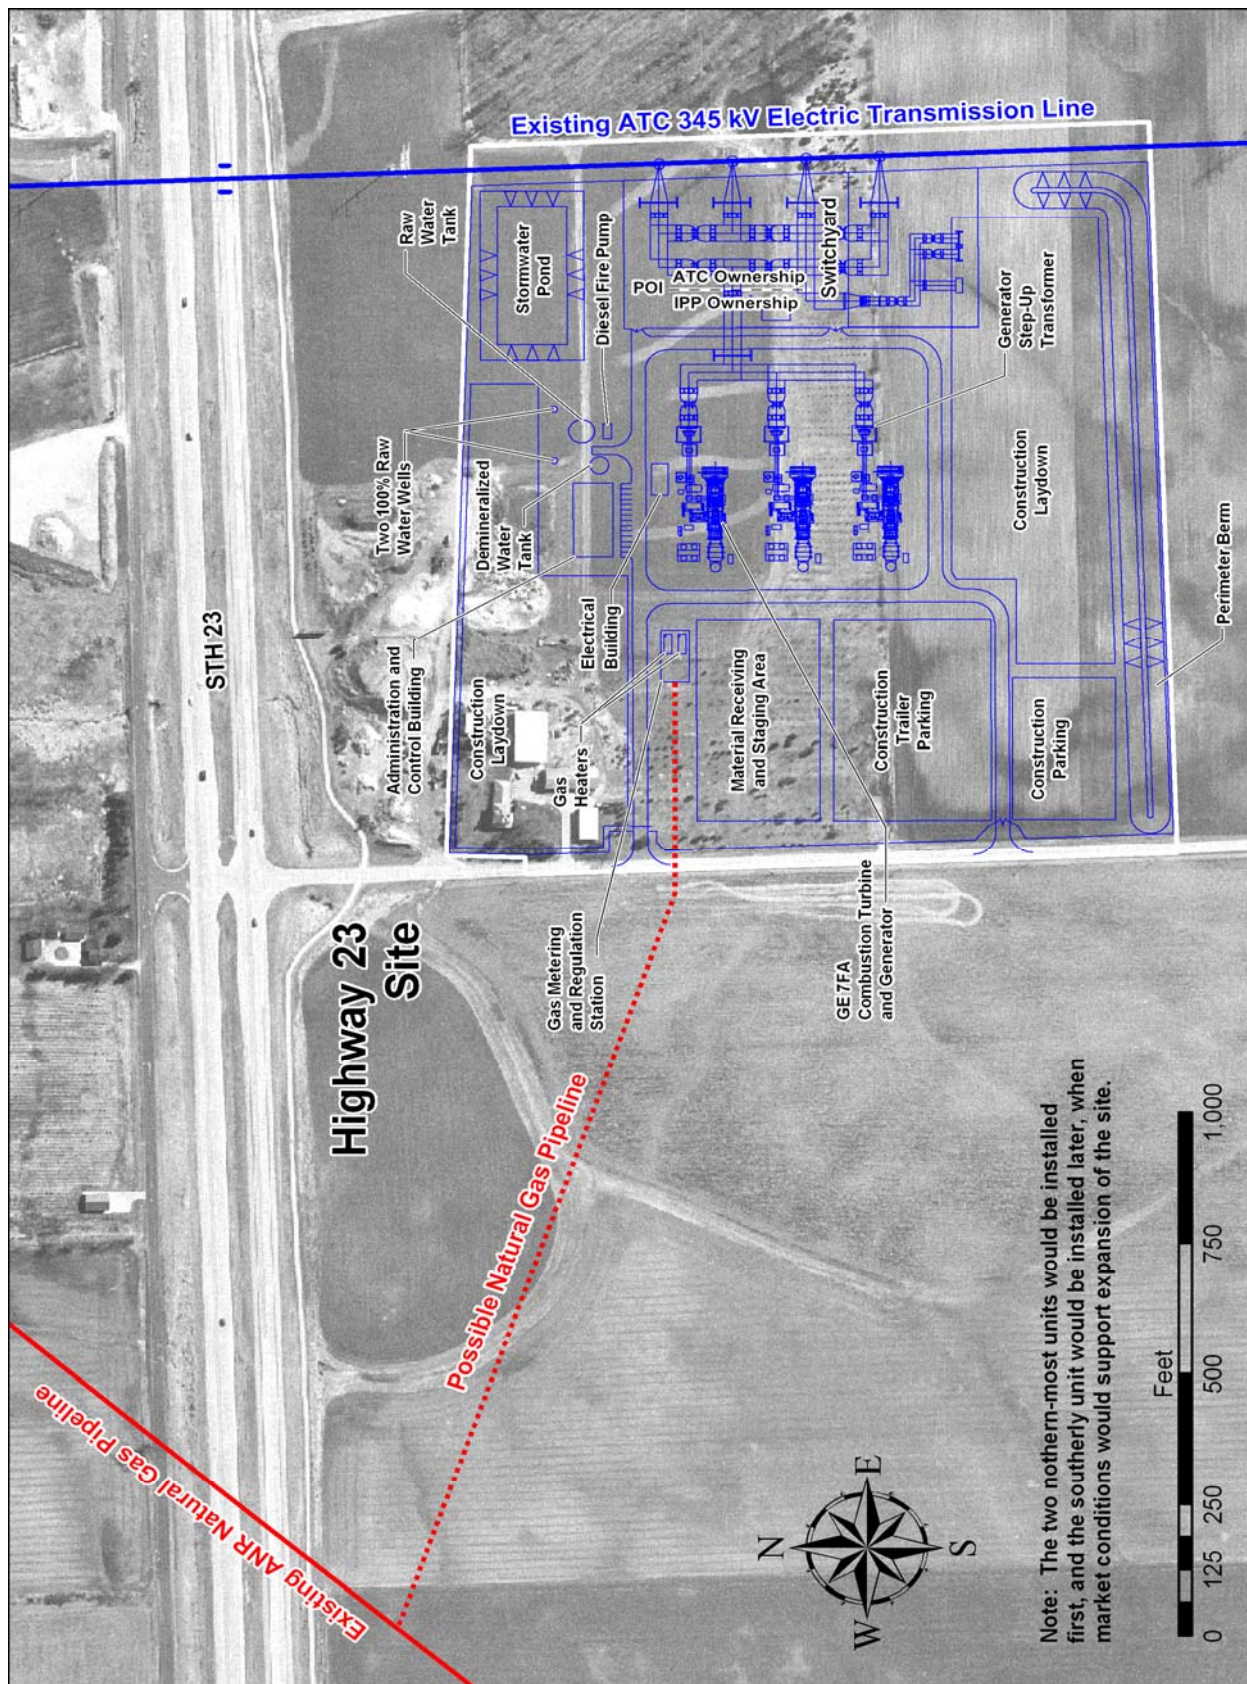 Existing ATC 345 kV Electric Transmission Line
Raw
Water
Tank
Stormwater
Pond
Diesel Fire Pump
POI
ATC Ownership
IPP Ownership
Switchyard
Generator
Step-Up
Transformer
Two 100% Raw
Water Wells
Demineralized
Water
Tank
STH 23
Administration and
Control Building
Electrical
Building
Construction
Laydown
Construction
Laydown
Gas
Heaters
Material Receiving
and Staging Area
Construction
Trailer
Parking
Construction
Parking
Perimeter Berm
Highway 23
Site
Gas Metering
and Regulation
Station
GE 7FA
Combustion Turbine
and Generator
Possible Natural Gas Pipeline
Existing ANR Natural Gas Pipeline
N
E
S
W
Note: The two nothern-most units would be installed
first, and the southerly unit would be installed later, when
market conditions would support expansion of the site.
Feet
0 125 250 500 750 1,000